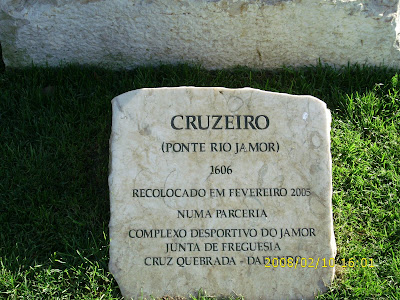 CRUZEIRO
(PONTE RIO JAMOR)
1606
RECOLOCADO EM FEVEREIRO 2005
NUMA PARCERIA
COMPLEXO DESPORTIVO DO JAMOR
JUNTA DE FREGUESIA
CRUZ QUEBRADA -
2008/02/10 16:01